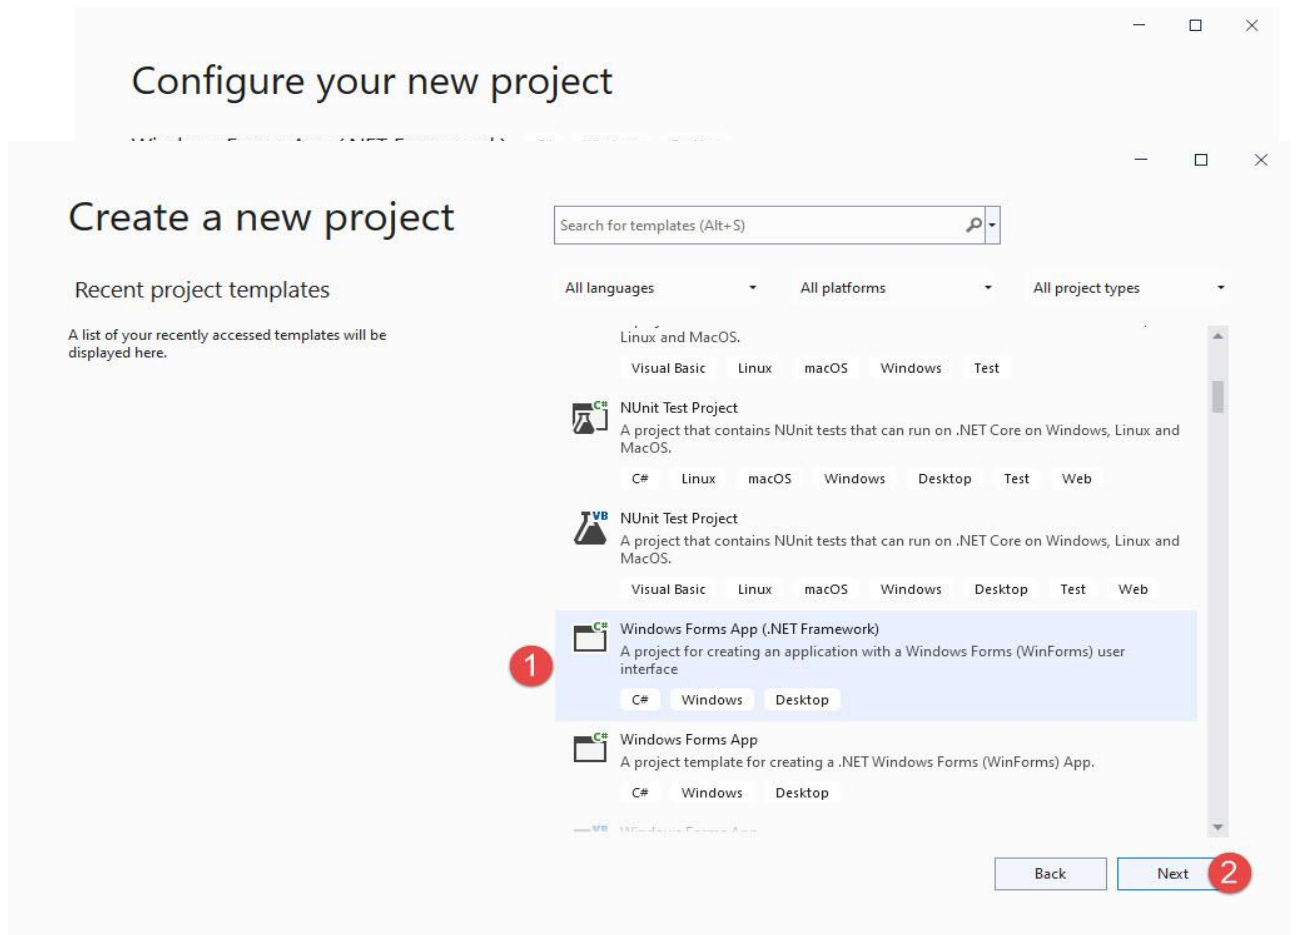 Configure your new project
Create a new project
Search for templates (Alt+S)
Recent project templates
All languages
All platforms
All project types
A list of your recently accessed templates will be
displayed here.
Linux and MacOS.
Visual Basic Linux macOS Windows Test
C#
NUnit Test Project
A project that contains NUnit tests that can run on .NET Core on Windows, Linux and
MacOS.
C# Linux macOS Windows Desktop Test Web
VB
NUnit Test Project
A project that contains NUnit tests that can run on .NET Core on Windows, Linux and
MacOS.
Visual Basic Linux macOS Windows Desktop Test Web
C#
Windows Forms App (.NET Framework)
A project for creating an application with a Windows Forms (WinForms) user
interface
1
C# Windows Desktop
C#
Windows Forms App
A project template for creating a .NET Windows Forms (WinForms) App.
C# Windows Desktop
VB
Windows Forms App
Back
Next
2